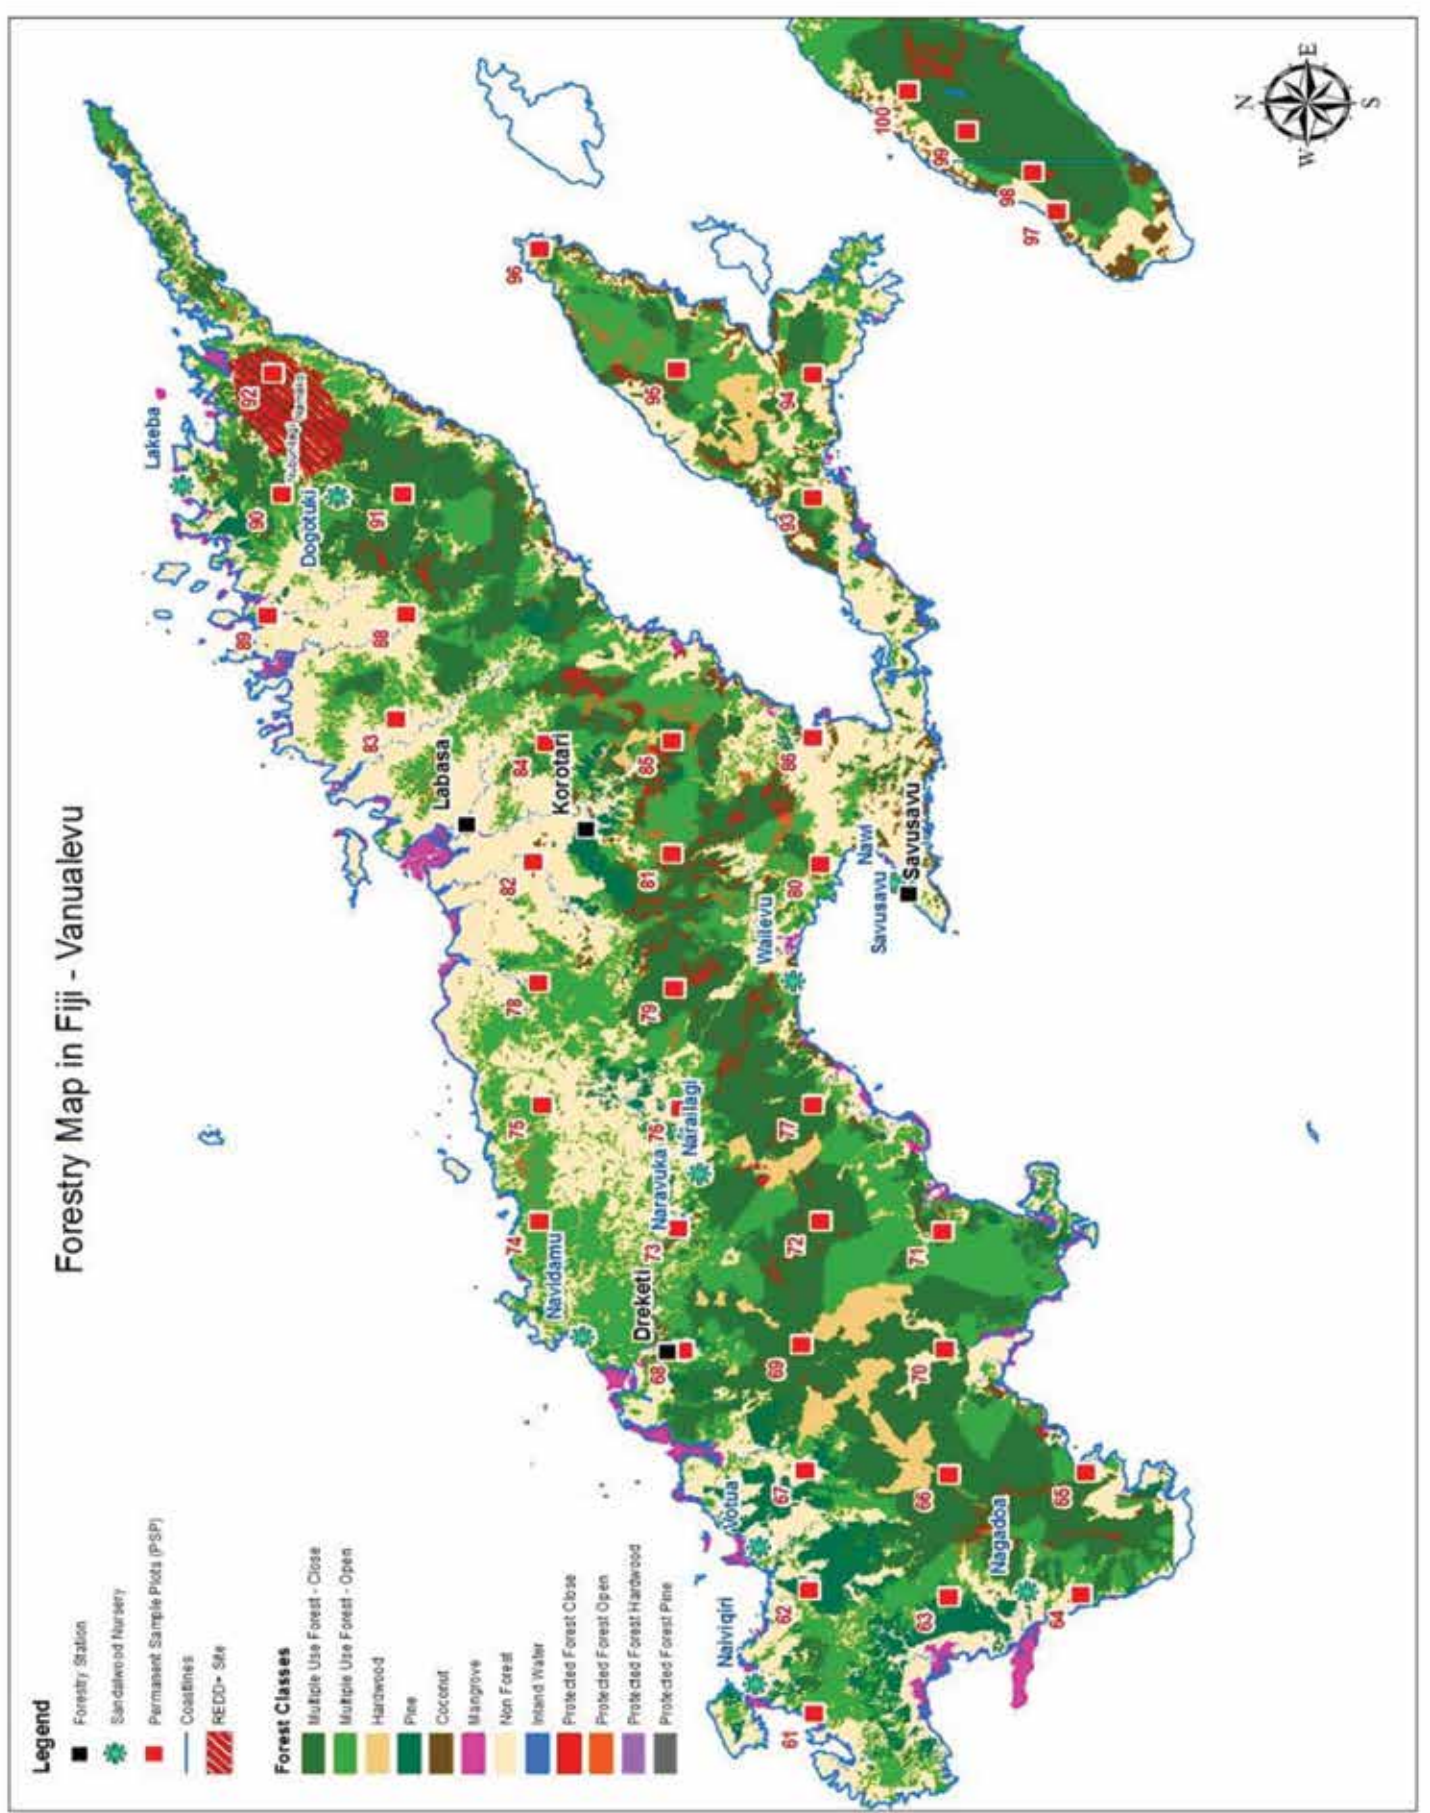 Forestry Map in Fiji - Vanualevu
Legend
Forestry Station
Sandalwood Nursery
Permanent Sample Plots (PSP)
Coastlines
REDD+ Site
Forest Classes
Multiple Use Forest - Close
Multiple Use Forest - Open
Hardwood
Pine
Coconut
Mangrove
Non Forest
Inland Water
Protected Forest Close
Protected Forest Open
Protected Forest Hardwood
Protected Forest Pine
N
E
S
W
Lakeba
92
90
Dogotuki
91
89
88
83
Labasa
84
Korotari
85
86
82
81
80
Nawi
Savusavu
Savusavu
Wailevu
78
79
75
76
Narailagi
77
74
Navidamu
73
Naravuka
72
71
Dreketi
68
69
70
Votua
67
66
65
Nagadoa
Naiviqiri
62
63
64
61
96
95
94
93
100
99
98
97